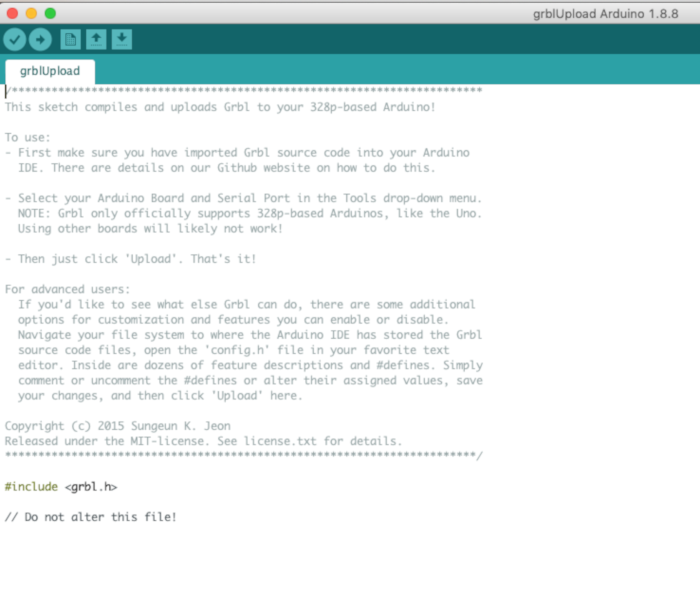 grblUpload Arduino 1.8.8
grblUpload
/***********************************************************************
This sketch compiles and uploads Grbl to your 328p-based Arduino!
To use:
- First make sure you have imported Grbl source code into your Arduino
IDE. There are details on our Github website on how to do this.
- Select your Arduino Board and Serial Port in the Tools drop-down menu.
NOTE: Grbl only officially supports 328p-based Arduinos, like the Uno.
Using other boards will likely not work!
- Then just click 'Upload'. That's it!
For advanced users:
If you'd like to see what else Grbl can do, there are some additional
options for customization and features you can enable or disable.
Navigate your file system to where the Arduino IDE has stored the Grbl
source code files, open the 'config.h' file in your favorite text
editor. Inside are dozens of feature descriptions and #defines. Simply
comment or uncomment the #defines or alter their assigned values, save
your changes, and then click 'Upload' here.
Copyright (c) 2015 Sungeun K. Jeon
Released under the MIT-license. See license.txt for details.
***********************************************************************/
#include <grbl.h>
// Do not alter this file!